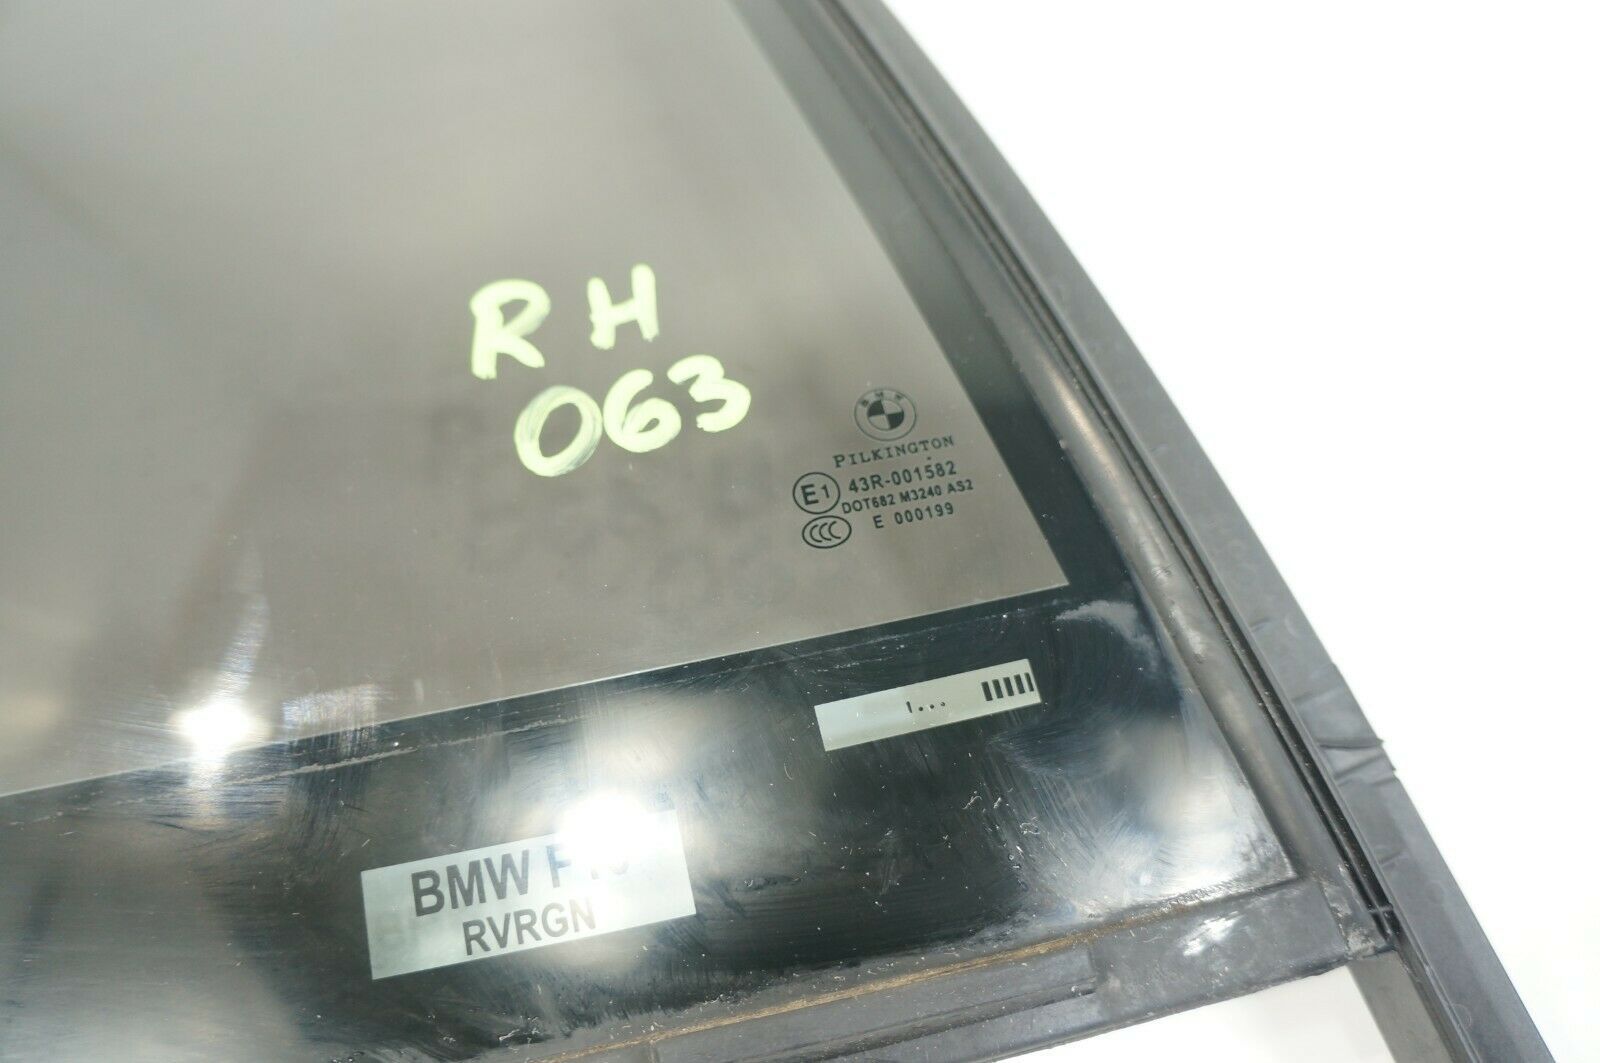 RH
063
BMW
PILKINGTON
E1 43R-001582
DOT682 M3240 AS2
CCC E 000199
BMW
RVRGN